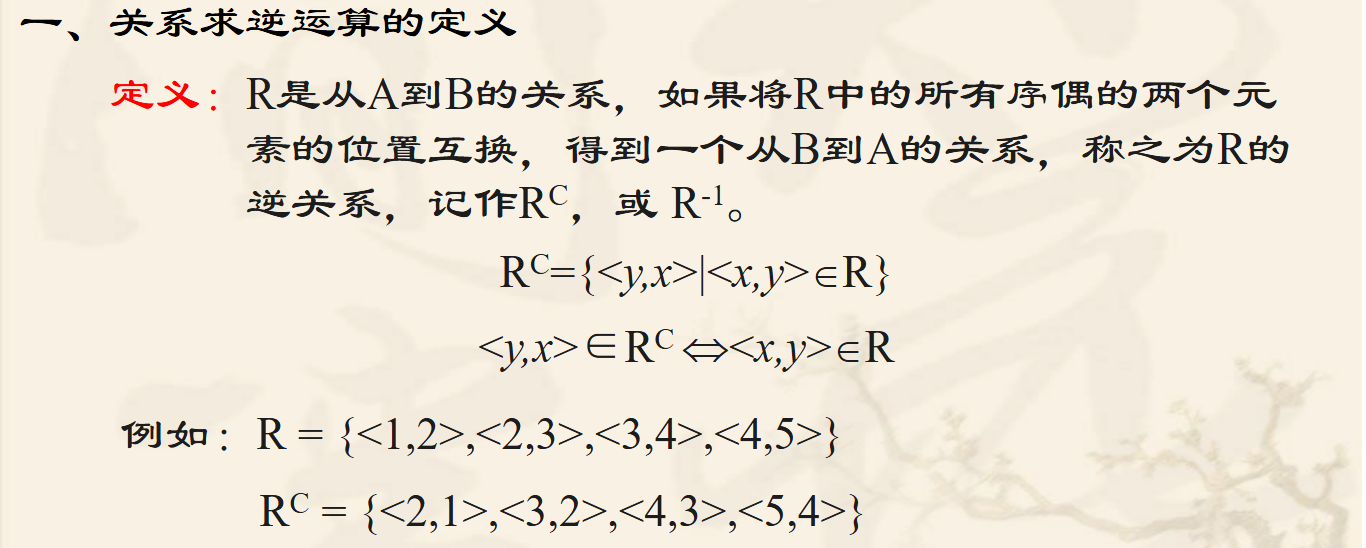 一、关系求逆运算的定义
定义：R是从A到B的关系，如果将R中的所有序偶的两个元
素的位置互换，得到一个从B到A的关系，称之为R的
逆关系，记作Rᶜ，或 R⁻¹。
Rᶜ={<y,x>|<x,y>∈R}
<y,x>∈Rᶜ⇔<x,y>∈R
例如：R = {<1,2>,<2,3>,<3,4>,<4,5>}
Rᶜ = {<2,1>,<3,2>,<4,3>,<5,4>}